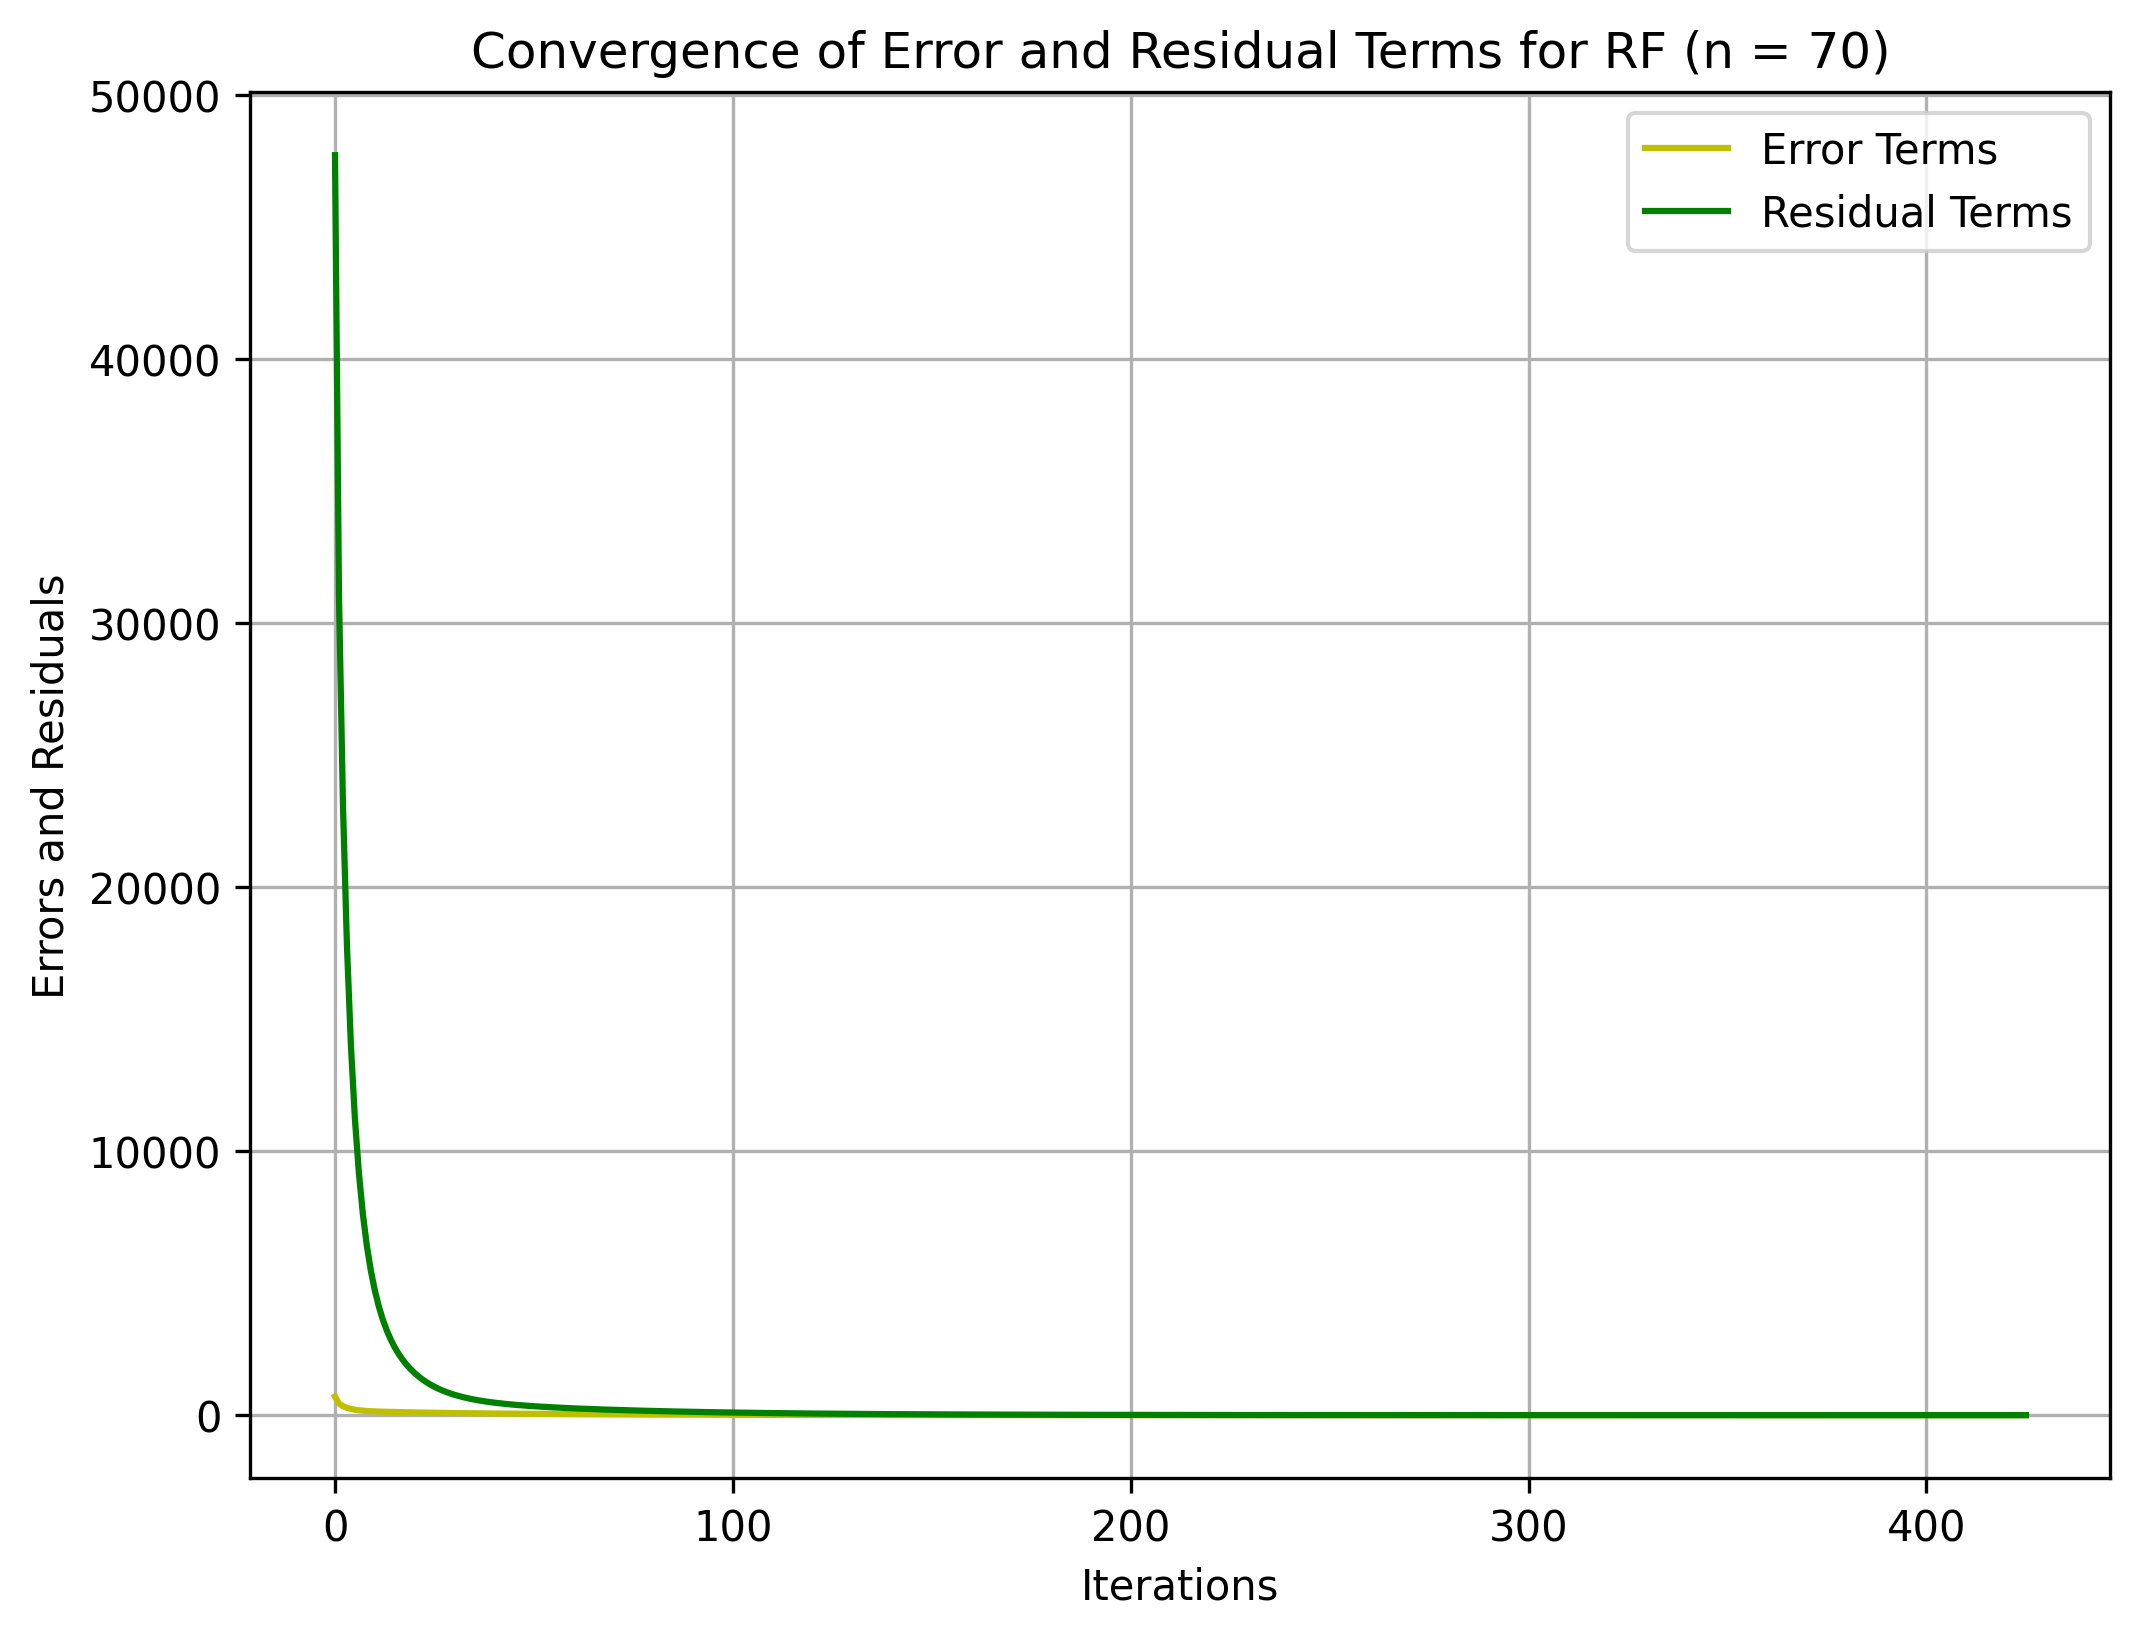 Convergence of Error and Residual Terms for RF (n = 70)
50000
40000
30000
20000
10000
0
Errors and Residuals
Error Terms
Residual Terms
0 100 200 300 400
Iterations